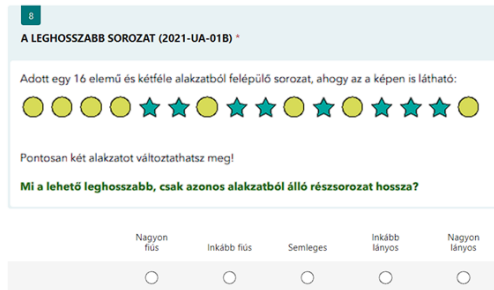 8
A LEGHOSSZABB SOROZAT (2021-UA-01B) *
Adott egy 16 elemű és kétféle alakzatból felépülő sorozat, ahogy az a képen is látható:
Pontosan két alakzatot változtathatsz meg!
Mi a lehető leghosszabb, csak azonos alakzatból álló részsorozat hossza?
Nagyon fiús
Inkább fiús
Semleges
Inkább lányos
Nagyon lányos